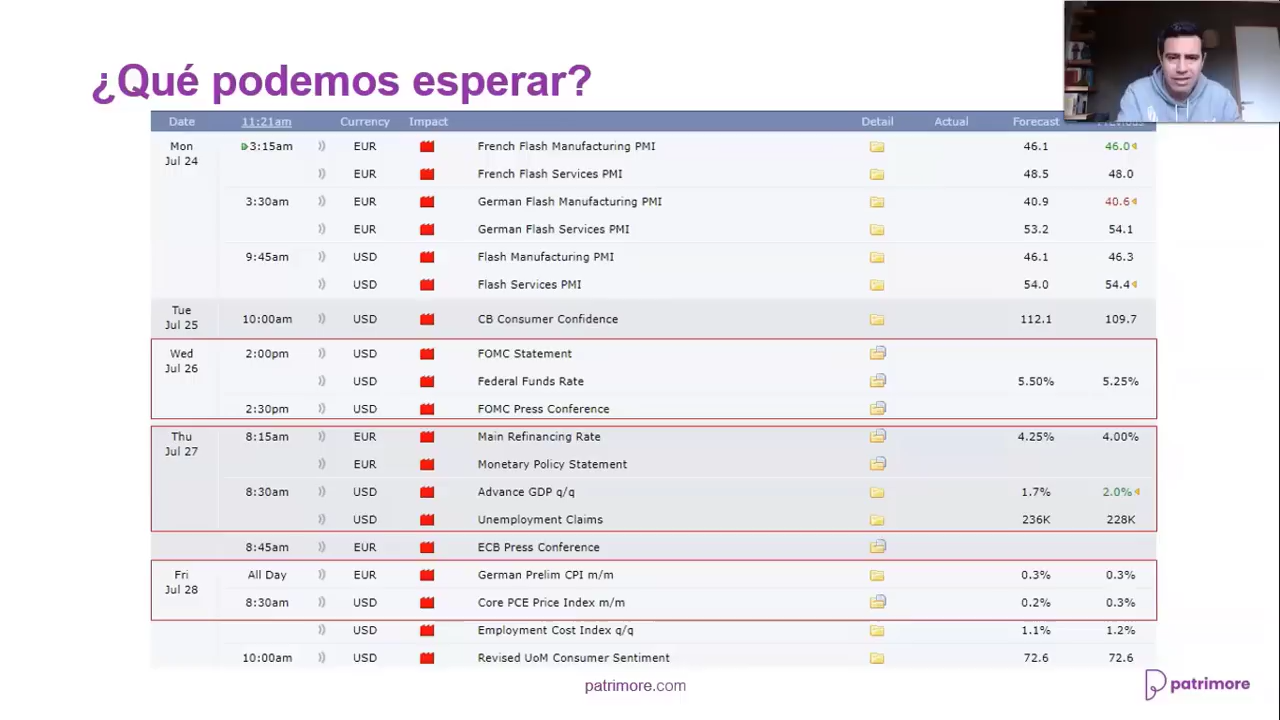 ¿Qué podemos esperar?
Date 11:21am Currency Impact Detail Actual Forecast
Mon 3:15am EUR French Flash Manufacturing PMI 46.1 46.0
Jul 24
EUR French Flash Services PMI 48.5 48.0
3:30am EUR German Flash Manufacturing PMI 40.9 40.6
EUR German Flash Services PMI 53.2 54.1
9:45am USD Flash Manufacturing PMI 46.1 46.3
USD Flash Services PMI 54.0 54.4
Tue
Jul 25 10:00am USD CB Consumer Confidence 112.1 109.7
Wed 2:00pm USD FOMC Statement
Jul 26
USD Federal Funds Rate 5.50% 5.25%
2:30pm USD FOMC Press Conference
Thu 8:15am EUR Main Refinancing Rate 4.25% 4.00%
Jul 27
EUR Monetary Policy Statement
8:30am USD Advance GDP q/q 1.7% 2.0%
USD Unemployment Claims 236K 228K
8:45am EUR ECB Press Conference
Fri All Day EUR German Prelim CPI m/m 0.3% 0.3%
Jul 28
8:30am USD Core PCE Price Index m/m 0.2% 0.3%
USD Employment Cost Index q/q 1.1% 1.2%
10:00am USD Revised UoM Consumer Sentiment 72.6 72.6
patrimore.com
patrimore